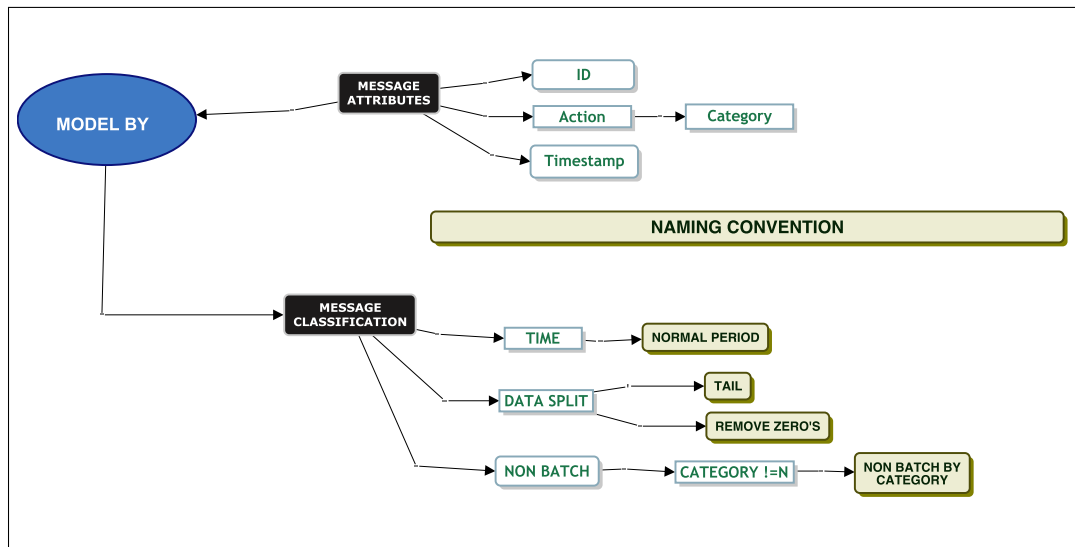 MODEL BY
MESSAGE
ATTRIBUTES
ID
Action
Category
Timestamp
NAMING CONVENTION
MESSAGE
CLASSIFICATION
TIME
NORMAL PERIOD
DATA SPLIT
TAIL
REMOVE ZERO'S
NON BATCH
CATEGORY !=N
NON BATCH BY
CATEGORY